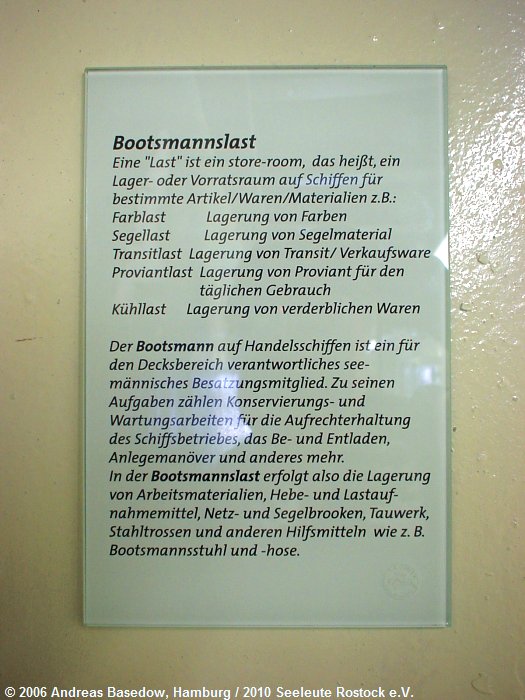 Bootsmannslast
Eine "Last" ist ein store-room, das heißt, ein
Lager- oder Vorratsraum auf Schiffen für
bestimmte Artikel/Waren/Materialien z.B.:
Farblast Lagerung von Farben
Segellast Lagerung von Segelmaterial
Transitlast Lagerung von Transit/ Verkaufsware
Proviantlast Lagerung von Proviant für den
täglichen Gebrauch
Kühllast Lagerung von verderblichen Waren
Der Bootsmann auf Handelsschiffen ist ein für
den Decksbereich verantwortliches see-
männisches Besatzungsmitglied. Zu seinen
Aufgaben zählen Konservierungs- und
Wartungsarbeiten für die Aufrechterhaltung
des Schiffsbetriebes, das Be- und Entladen,
Anlegemanöver und anderes mehr.
In der Bootsmannslast erfolgt also die Lagerung
von Arbeitsmaterialien, Hebe- und Lastauf-
nahmemittel, Netz- und Segelbrooken, Tauwerk,
Stahltrossen und anderen Hilfsmitteln wie z. B.
Bootsmannsstuhl und -hose.
© 2006 Andreas Basedow, Hamburg / 2010 Seeleute Rostock e.V.